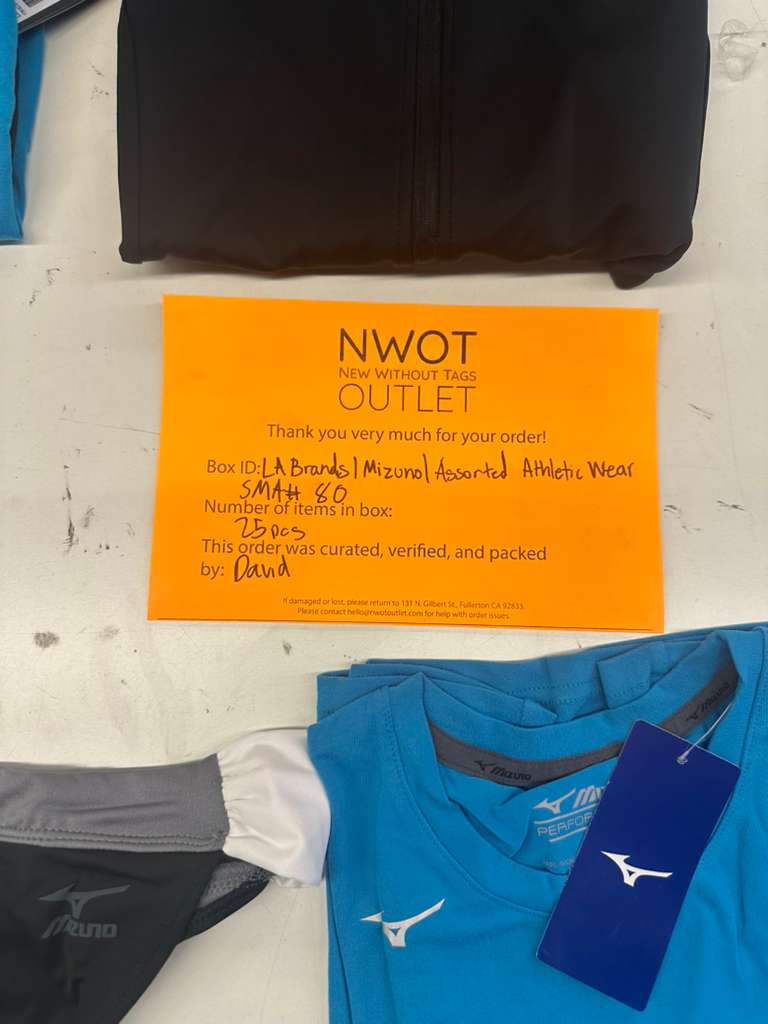 NWOT
NEW WITHOUT TAGS
OUTLET
Thank you very much for your order!
Box ID: LA Brands | Mizuno | Assorted Athletic Wear
SMA# 80
Number of items in box:
25 pcs
This order was curated, verified, and packed
by: David
If damaged or lost, please return to 131 N. Gilbert St., Fullerton CA 92833.
Please contact hello@nwotoutlet.com for help with order issues.
mizuno
mizuno
MIZUNO